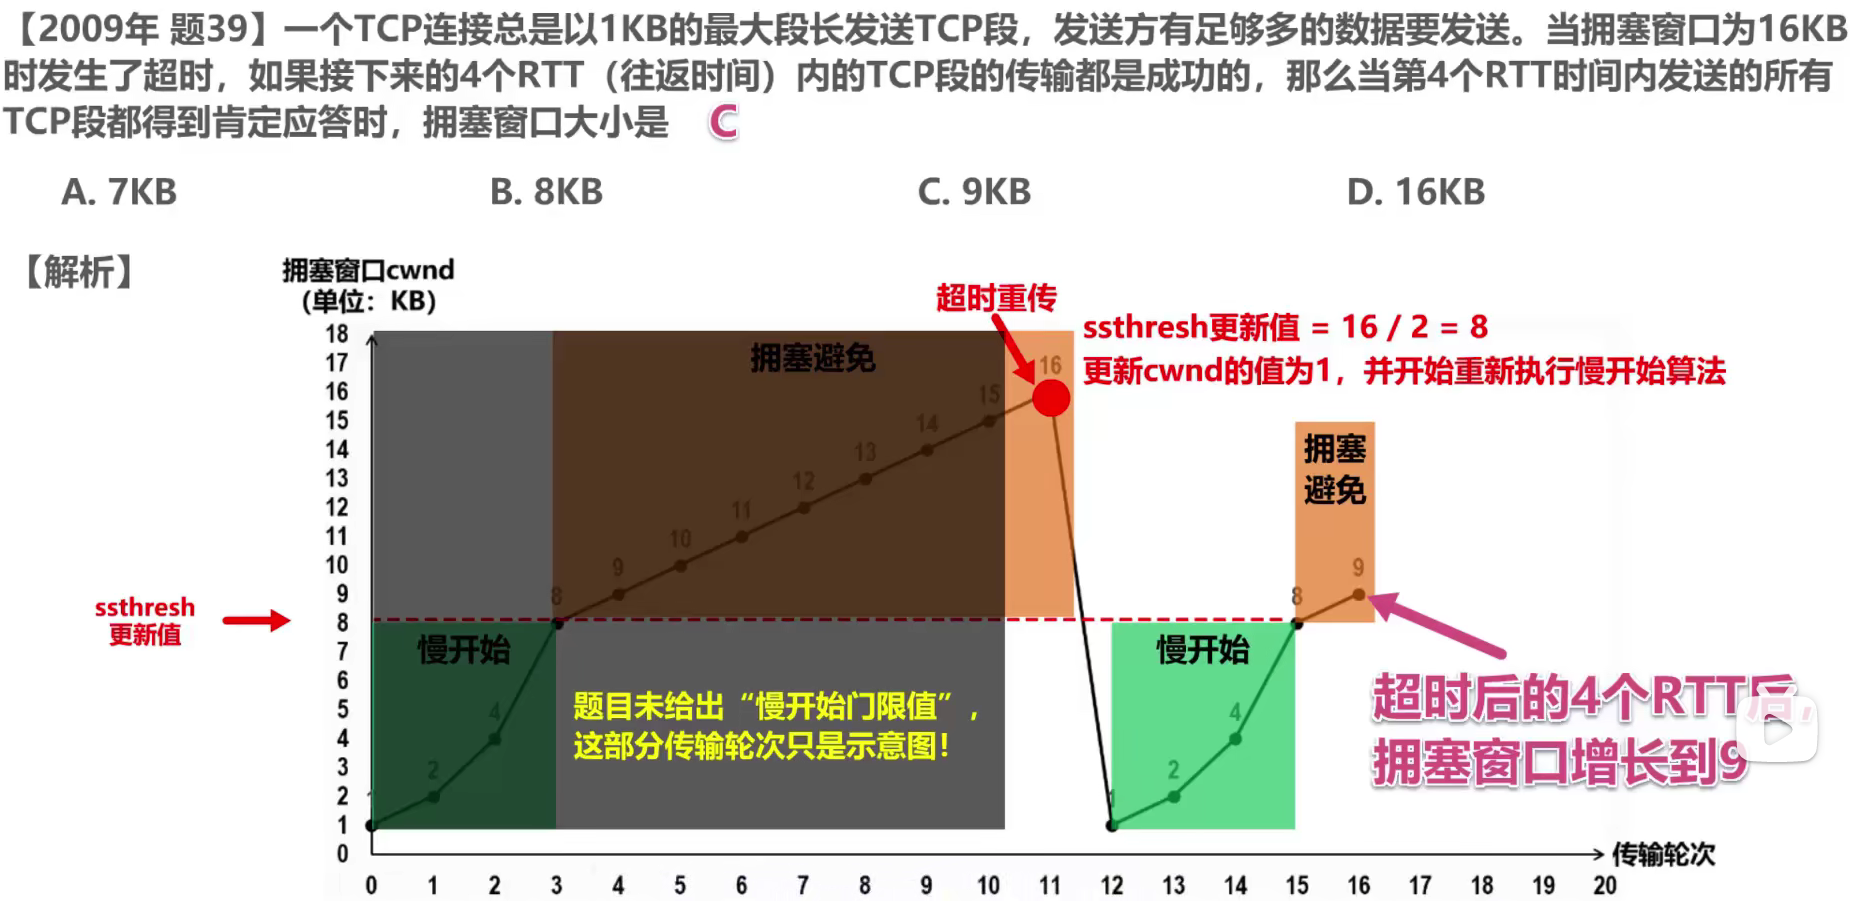 【2009年 题39】一个TCP连接总是以1KB的最大段长发送TCP段，发送方有足够多的数据要发送。当拥塞窗口为16KB
时发生了超时，如果接下来的4个RTT（往返时间）内的TCP段的传输都是成功的，那么当第4个RTT时间内发送的所有
TCP段都得到肯定应答时，拥塞窗口大小是 C
A. 7KB B. 8KB C. 9KB D. 16KB
【解析】
拥塞窗口cwnd
（单位：KB）
超时重传
ssthresh更新值 = 16 / 2 = 8
更新cwnd的值为1，并开始重新执行慢开始算法
18
17
16
15
14
13
12
11
10
9
8
7
6
5
4
3
2
1
0
拥塞避免
16
15
14
13
12
11
10
9
8
4
2
拥塞
避免
9
8
4
2
1
ssthresh
更新值
慢开始
慢开始
题目未给出“慢开始门限值”，
这部分传输轮次只是示意图！
超时后的4个RTT后，
拥塞窗口增长到9
传输轮次
0 1 2 3 4 5 6 7 8 9 10 11 12 13 14 15 16 17 18 19 20